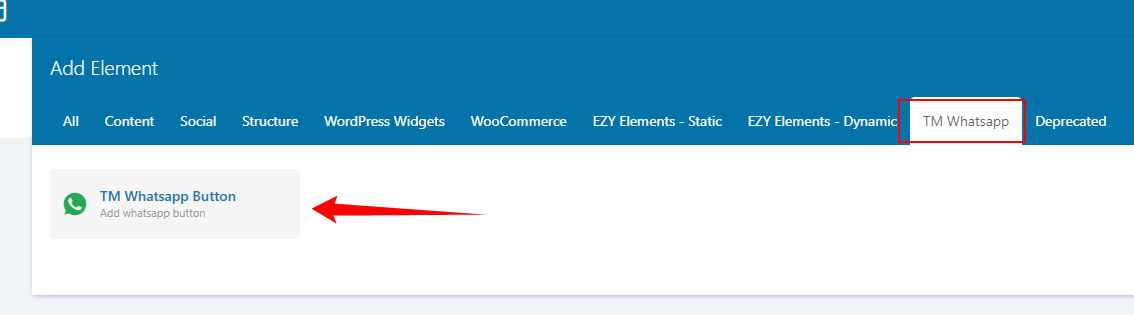 Add Element
All Content Social Structure WordPress Widgets WooCommerce EZY Elements - Static EZY Elements - Dynamic TM Whatsapp Deprecated
TM Whatsapp Button
Add whatsapp button